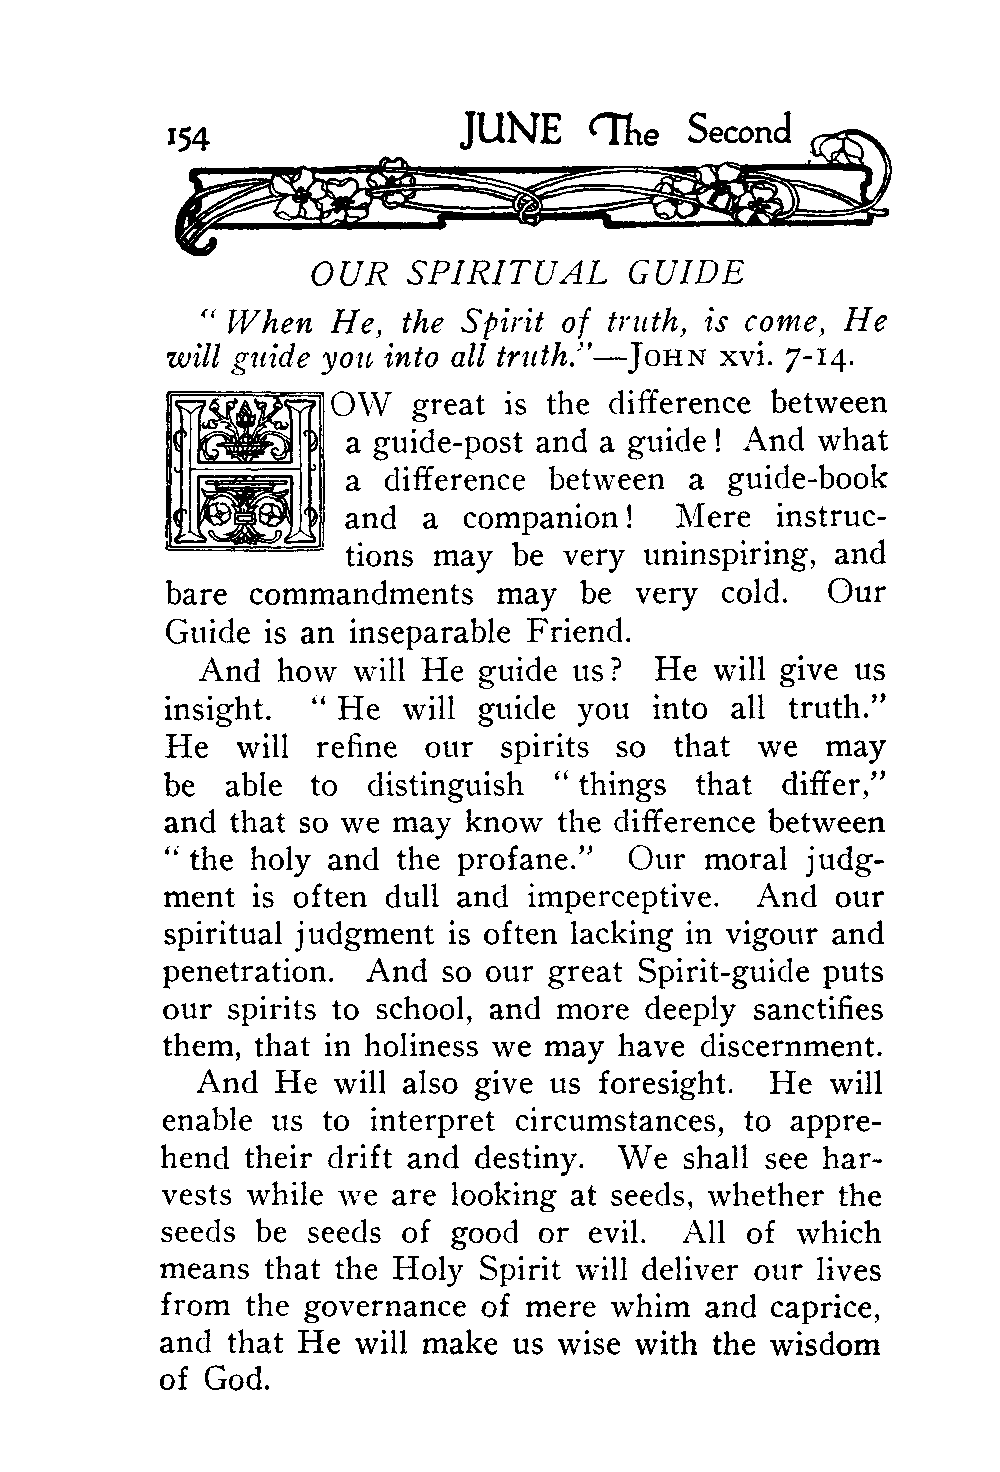 154 JUNE The Second
OUR SPIRITUAL GUIDE
“ When He, the Spirit of truth, is come, He
will guide you into all truth.”—JOHN xvi. 7-14.
HOW great is the difference between
a guide-post and a guide! And what
a difference between a guide-book
and a companion! Mere instruc-
tions may be very uninspiring, and
bare commandments may be very cold. Our
Guide is an inseparable Friend.
And how will He guide us? He will give us
insight. “ He will guide you into all truth.”
He will refine our spirits so that we may
be able to distinguish “ things that differ,”
and that so we may know the difference between
“ the holy and the profane.” Our moral judg-
ment is often dull and imperceptive. And our
spiritual judgment is often lacking in vigour and
penetration. And so our great Spirit-guide puts
our spirits to school, and more deeply sanctifies
them, that in holiness we may have discernment.
And He will also give us foresight. He will
enable us to interpret circumstances, to appre-
hend their drift and destiny. We shall see har-
vests while we are looking at seeds, whether the
seeds be seeds of good or evil. All of which
means that the Holy Spirit will deliver our lives
from the governance of mere whim and caprice,
and that He will make us wise with the wisdom
of God.